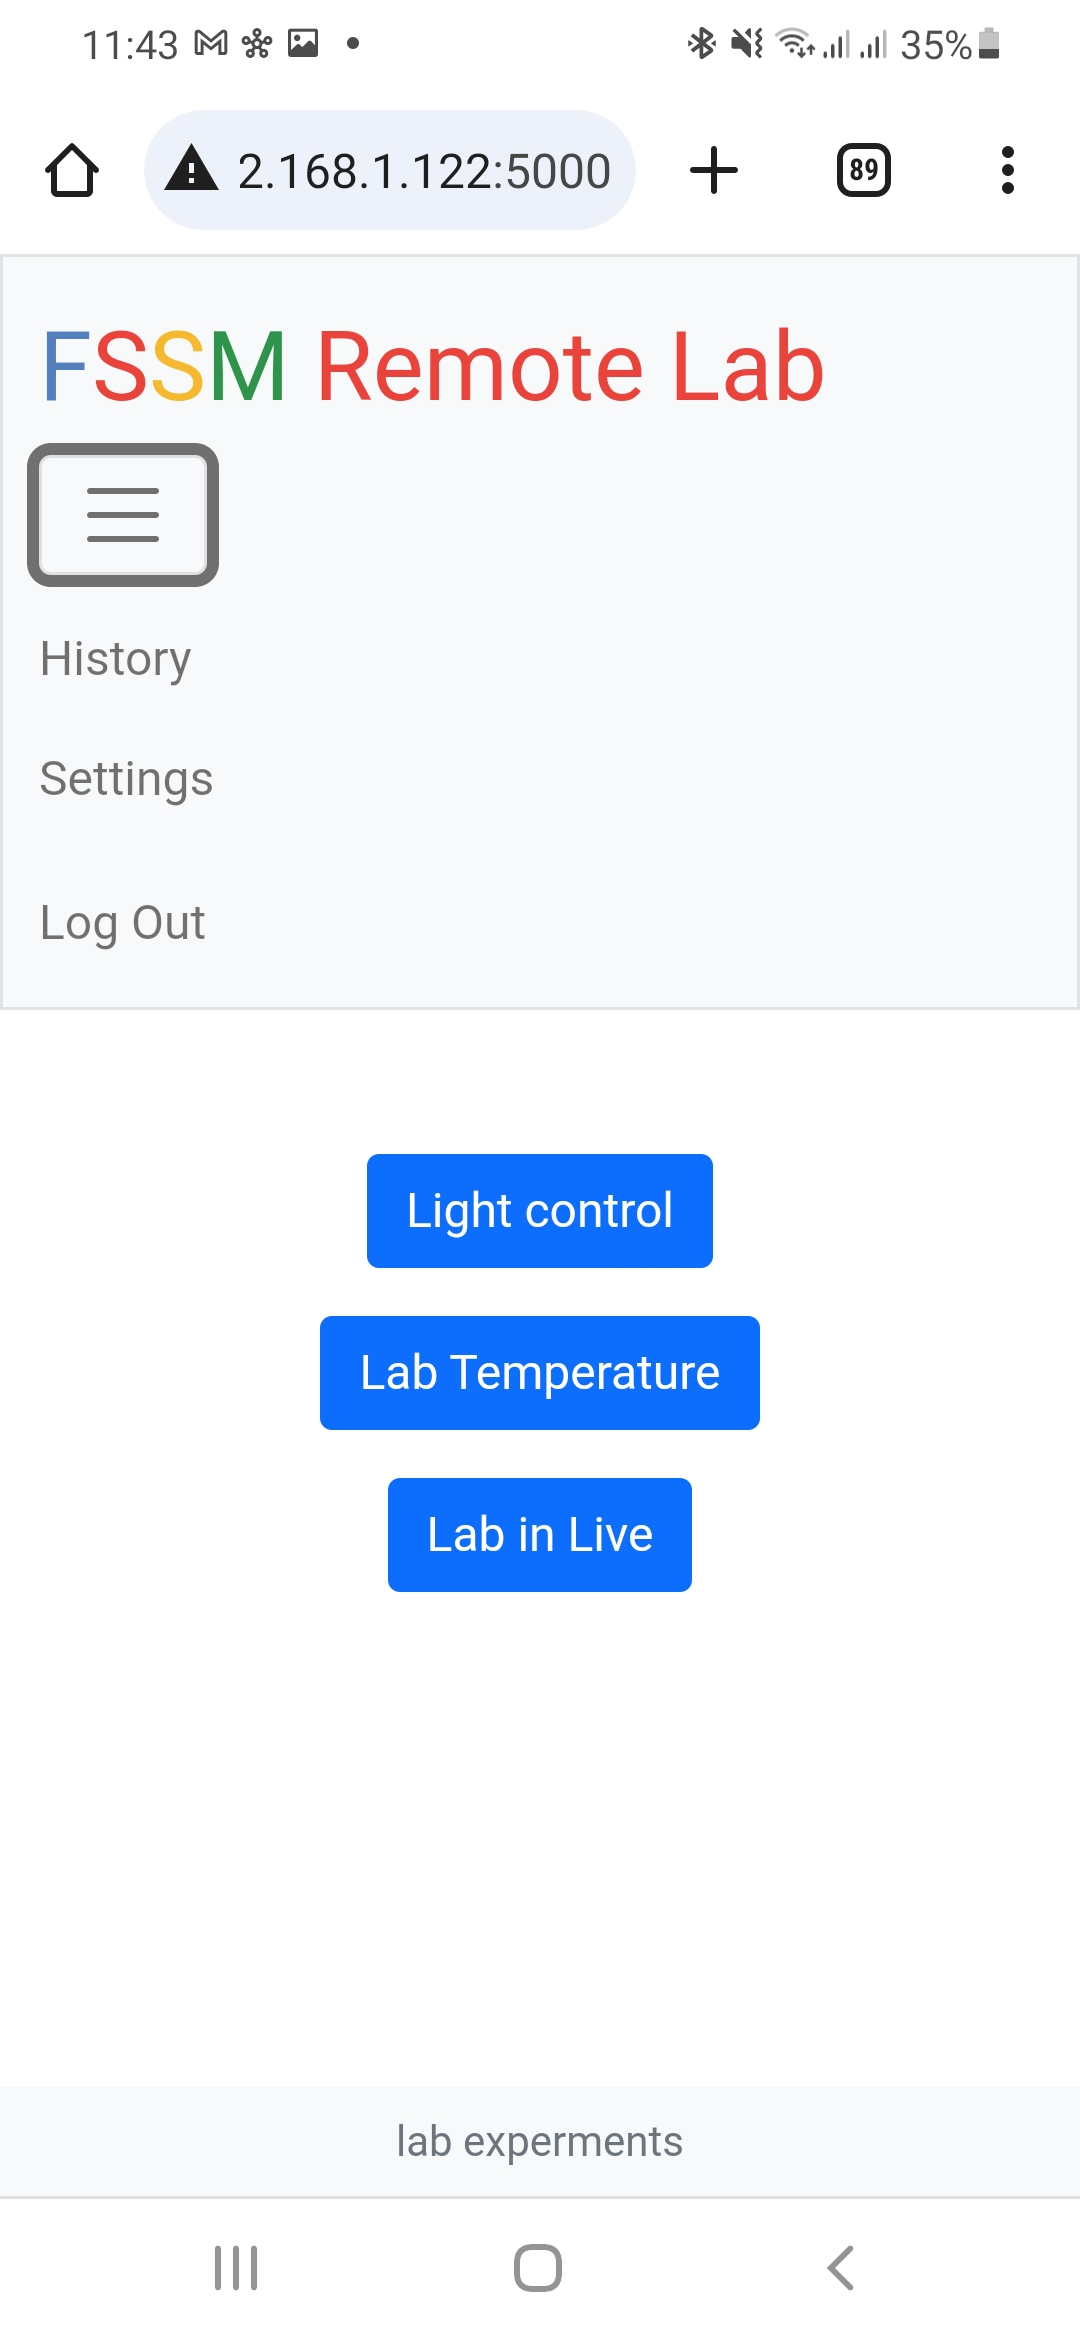 11:43 35%
2.168.1.122:5000 89
FSSM Remote Lab
History
Settings
Log Out
Light control
Lab Temperature
Lab in Live
lab experments